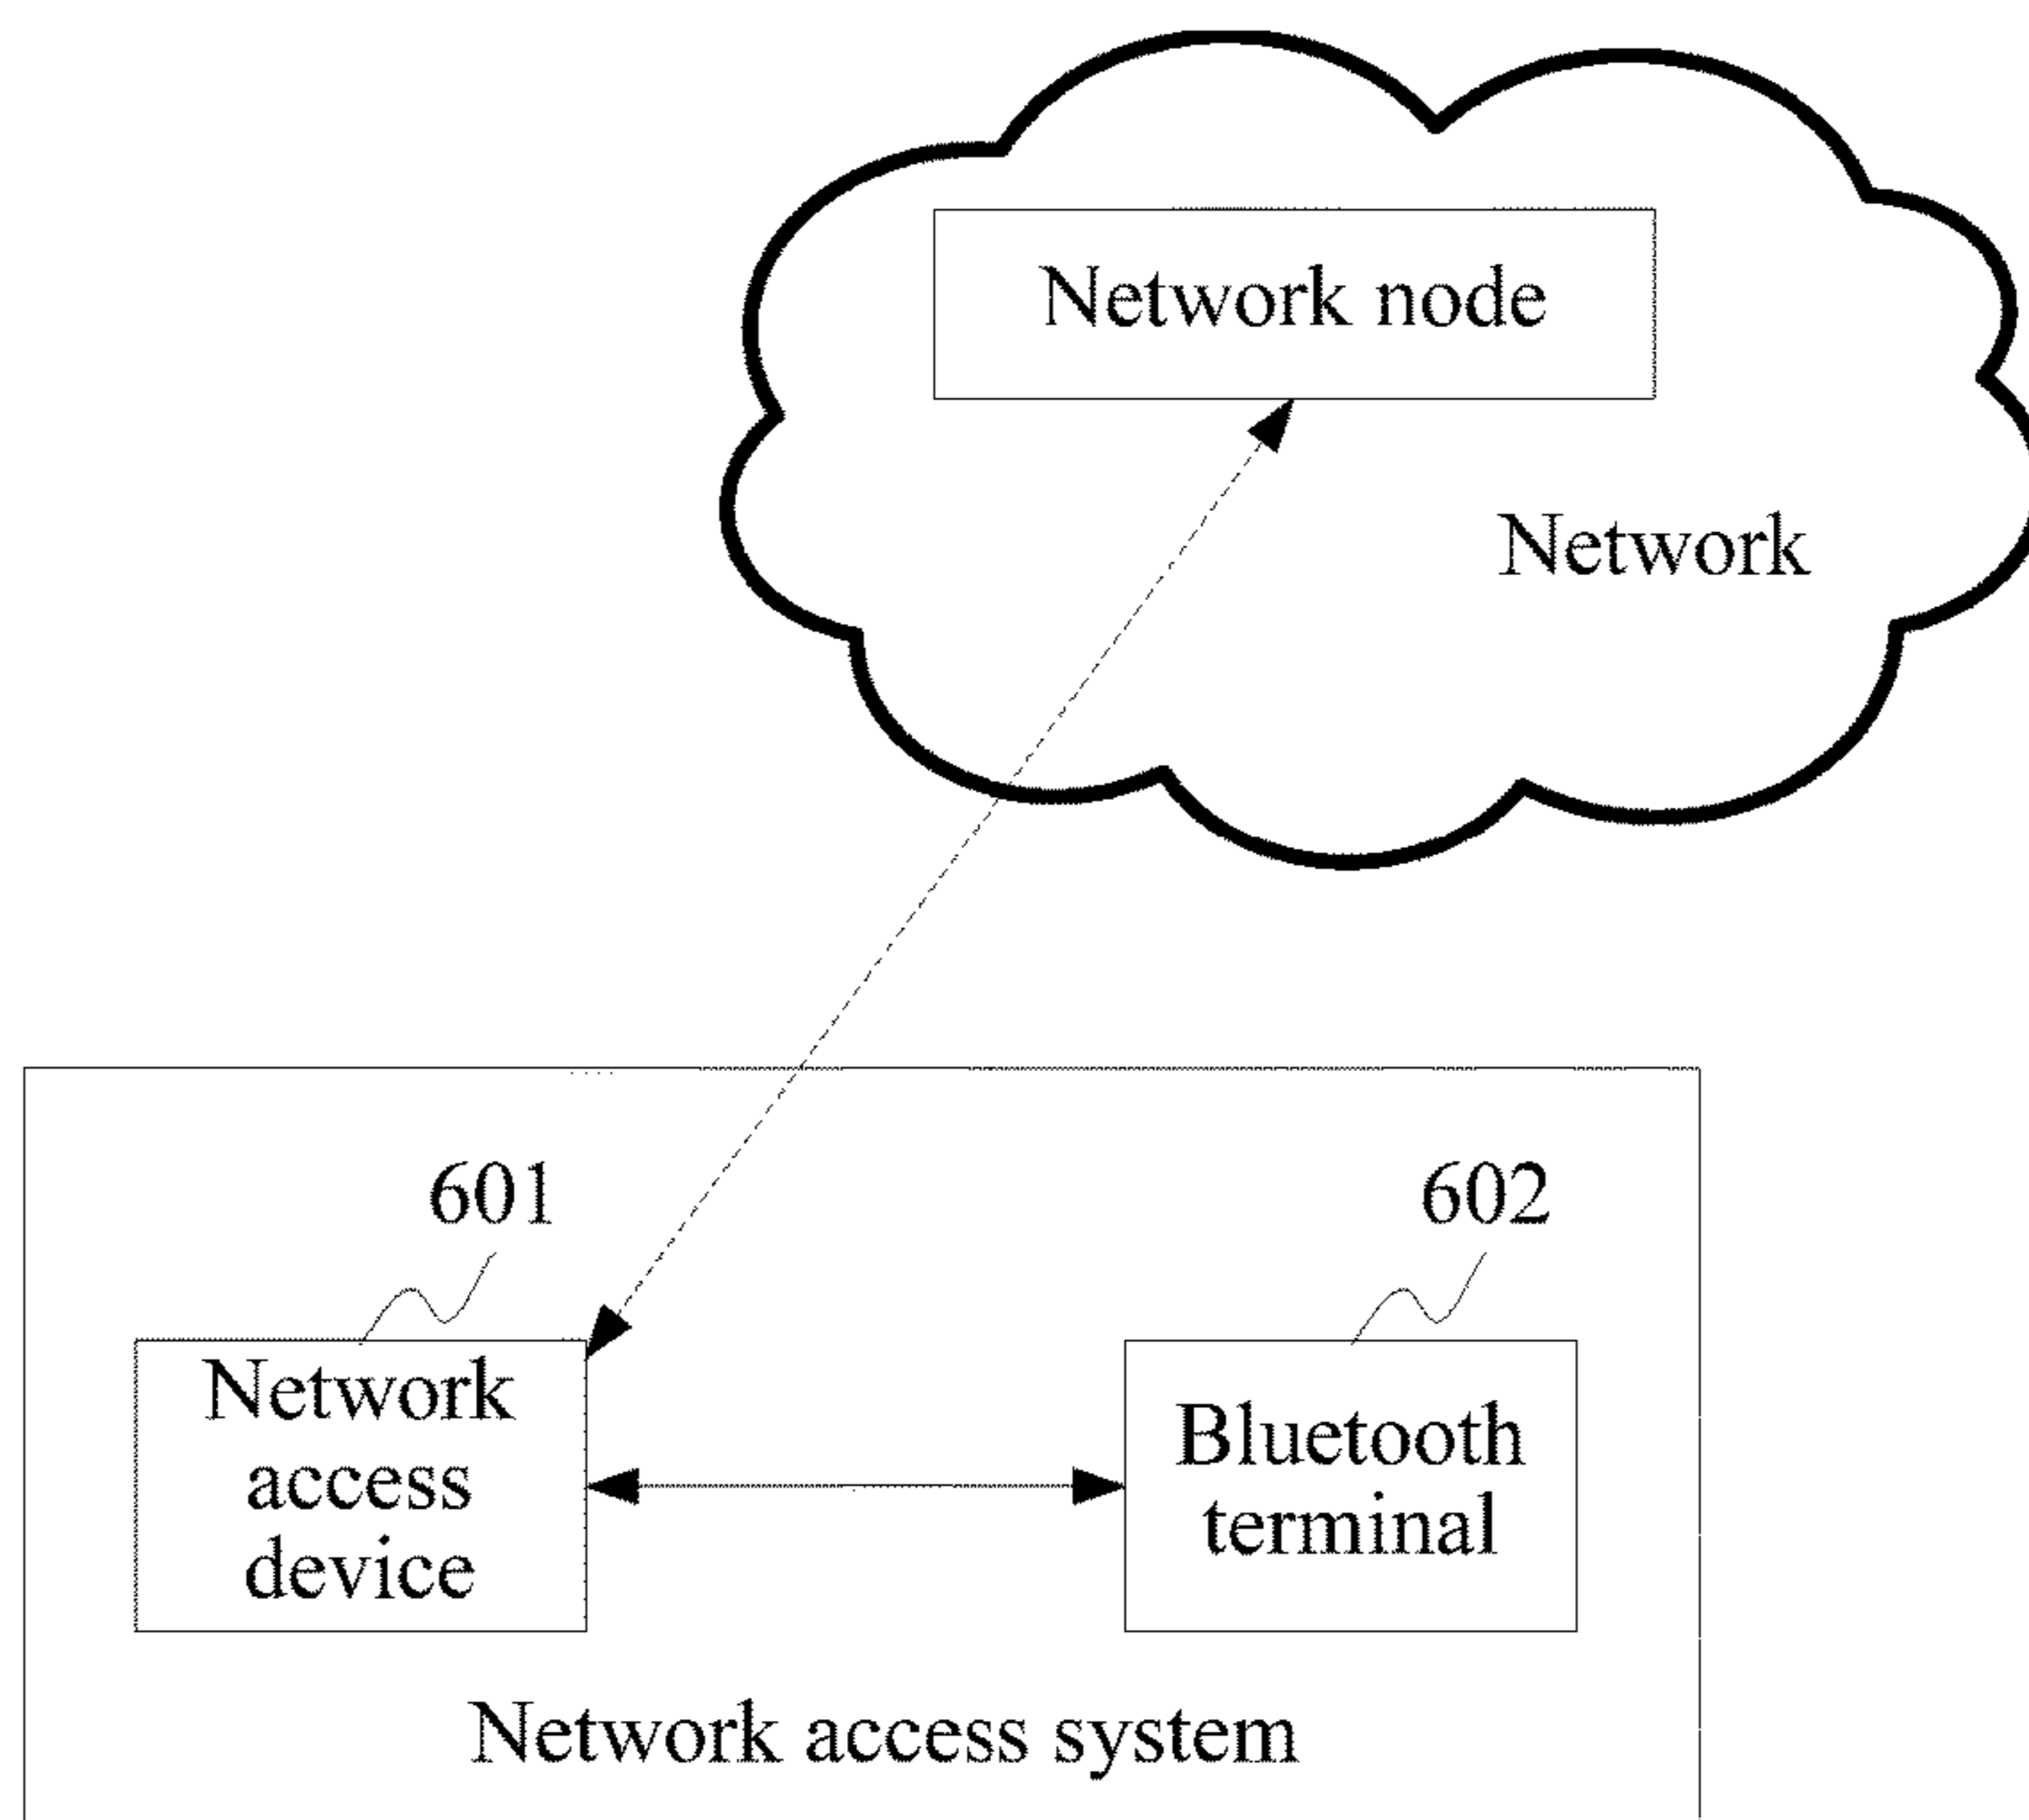 Network node
Network
601
602
Network
access
device
Bluetooth
terminal
Network access system